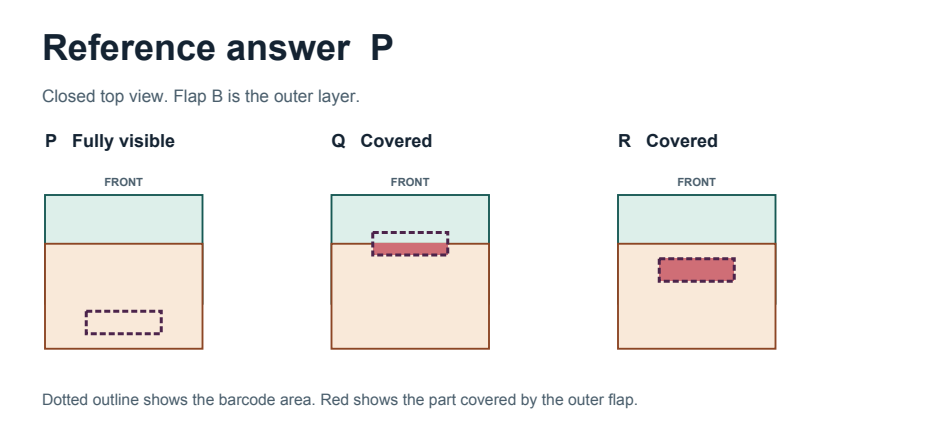 Reference answer P
Closed top view. Flap B is the outer layer.
P Fully visible
Q Covered
R Covered
FRONT
FRONT
FRONT
Dotted outline shows the barcode area. Red shows the part covered by the outer flap.